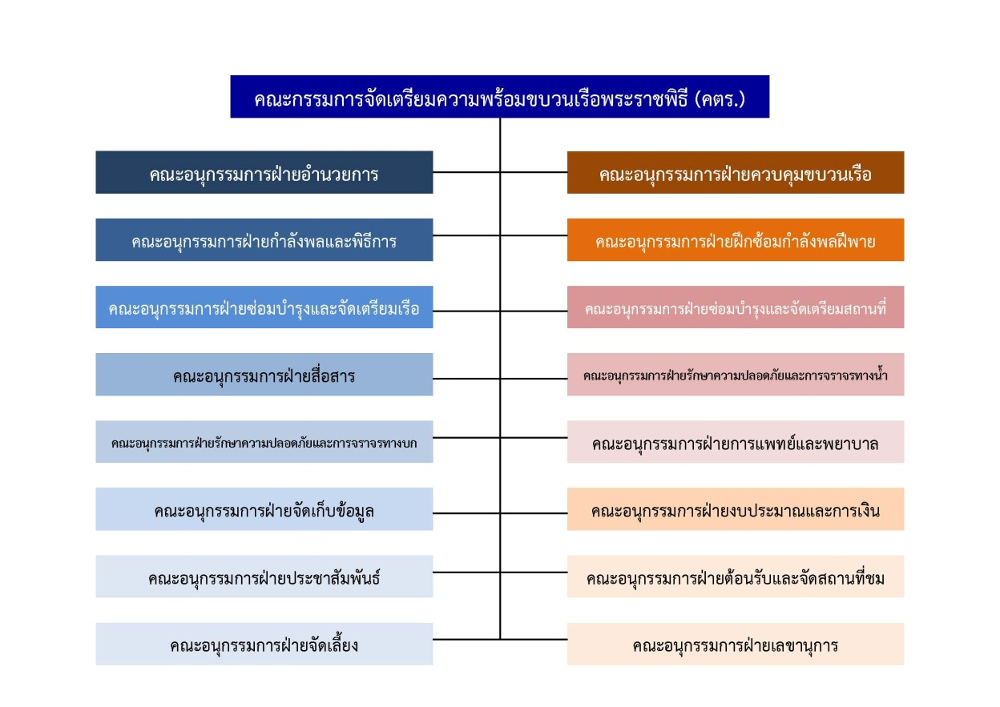 คณะกรรมการจัดเตรียมความพร้อมขบวนเรือพระราชพิธี (คตร.)
คณะอนุกรรมการฝ่ายอำนวยการ
คณะอนุกรรมการฝ่ายควบคุมขบวนเรือ
คณะอนุกรรมการฝ่ายกำลังพลและพิธีการ
คณะอนุกรรมการฝ่ายฝึกซ้อมกำลังพลฝีพาย
คณะอนุกรรมการฝ่ายซ่อมบำรุงและจัดเตรียมเรือ
คณะอนุกรรมการฝ่ายซ่อมบำรุงและจัดเตรียมสถานที่
คณะอนุกรรมการฝ่ายสื่อสาร
คณะอนุกรรมการฝ่ายรักษาความปลอดภัยและการจราจรทางน้ำ
คณะอนุกรรมการฝ่ายรักษาความปลอดภัยและการจราจรทางบก
คณะอนุกรรมการฝ่ายการแพทย์และพยาบาล
คณะอนุกรรมการฝ่ายจัดเก็บข้อมูล
คณะอนุกรรมการฝ่ายงบประมาณและการเงิน
คณะอนุกรรมการฝ่ายประชาสัมพันธ์
คณะอนุกรรมการฝ่ายต้อนรับและจัดสถานที่ชม
คณะอนุกรรมการฝ่ายจัดเลี้ยง
คณะอนุกรรมการฝ่ายเลขานุการ